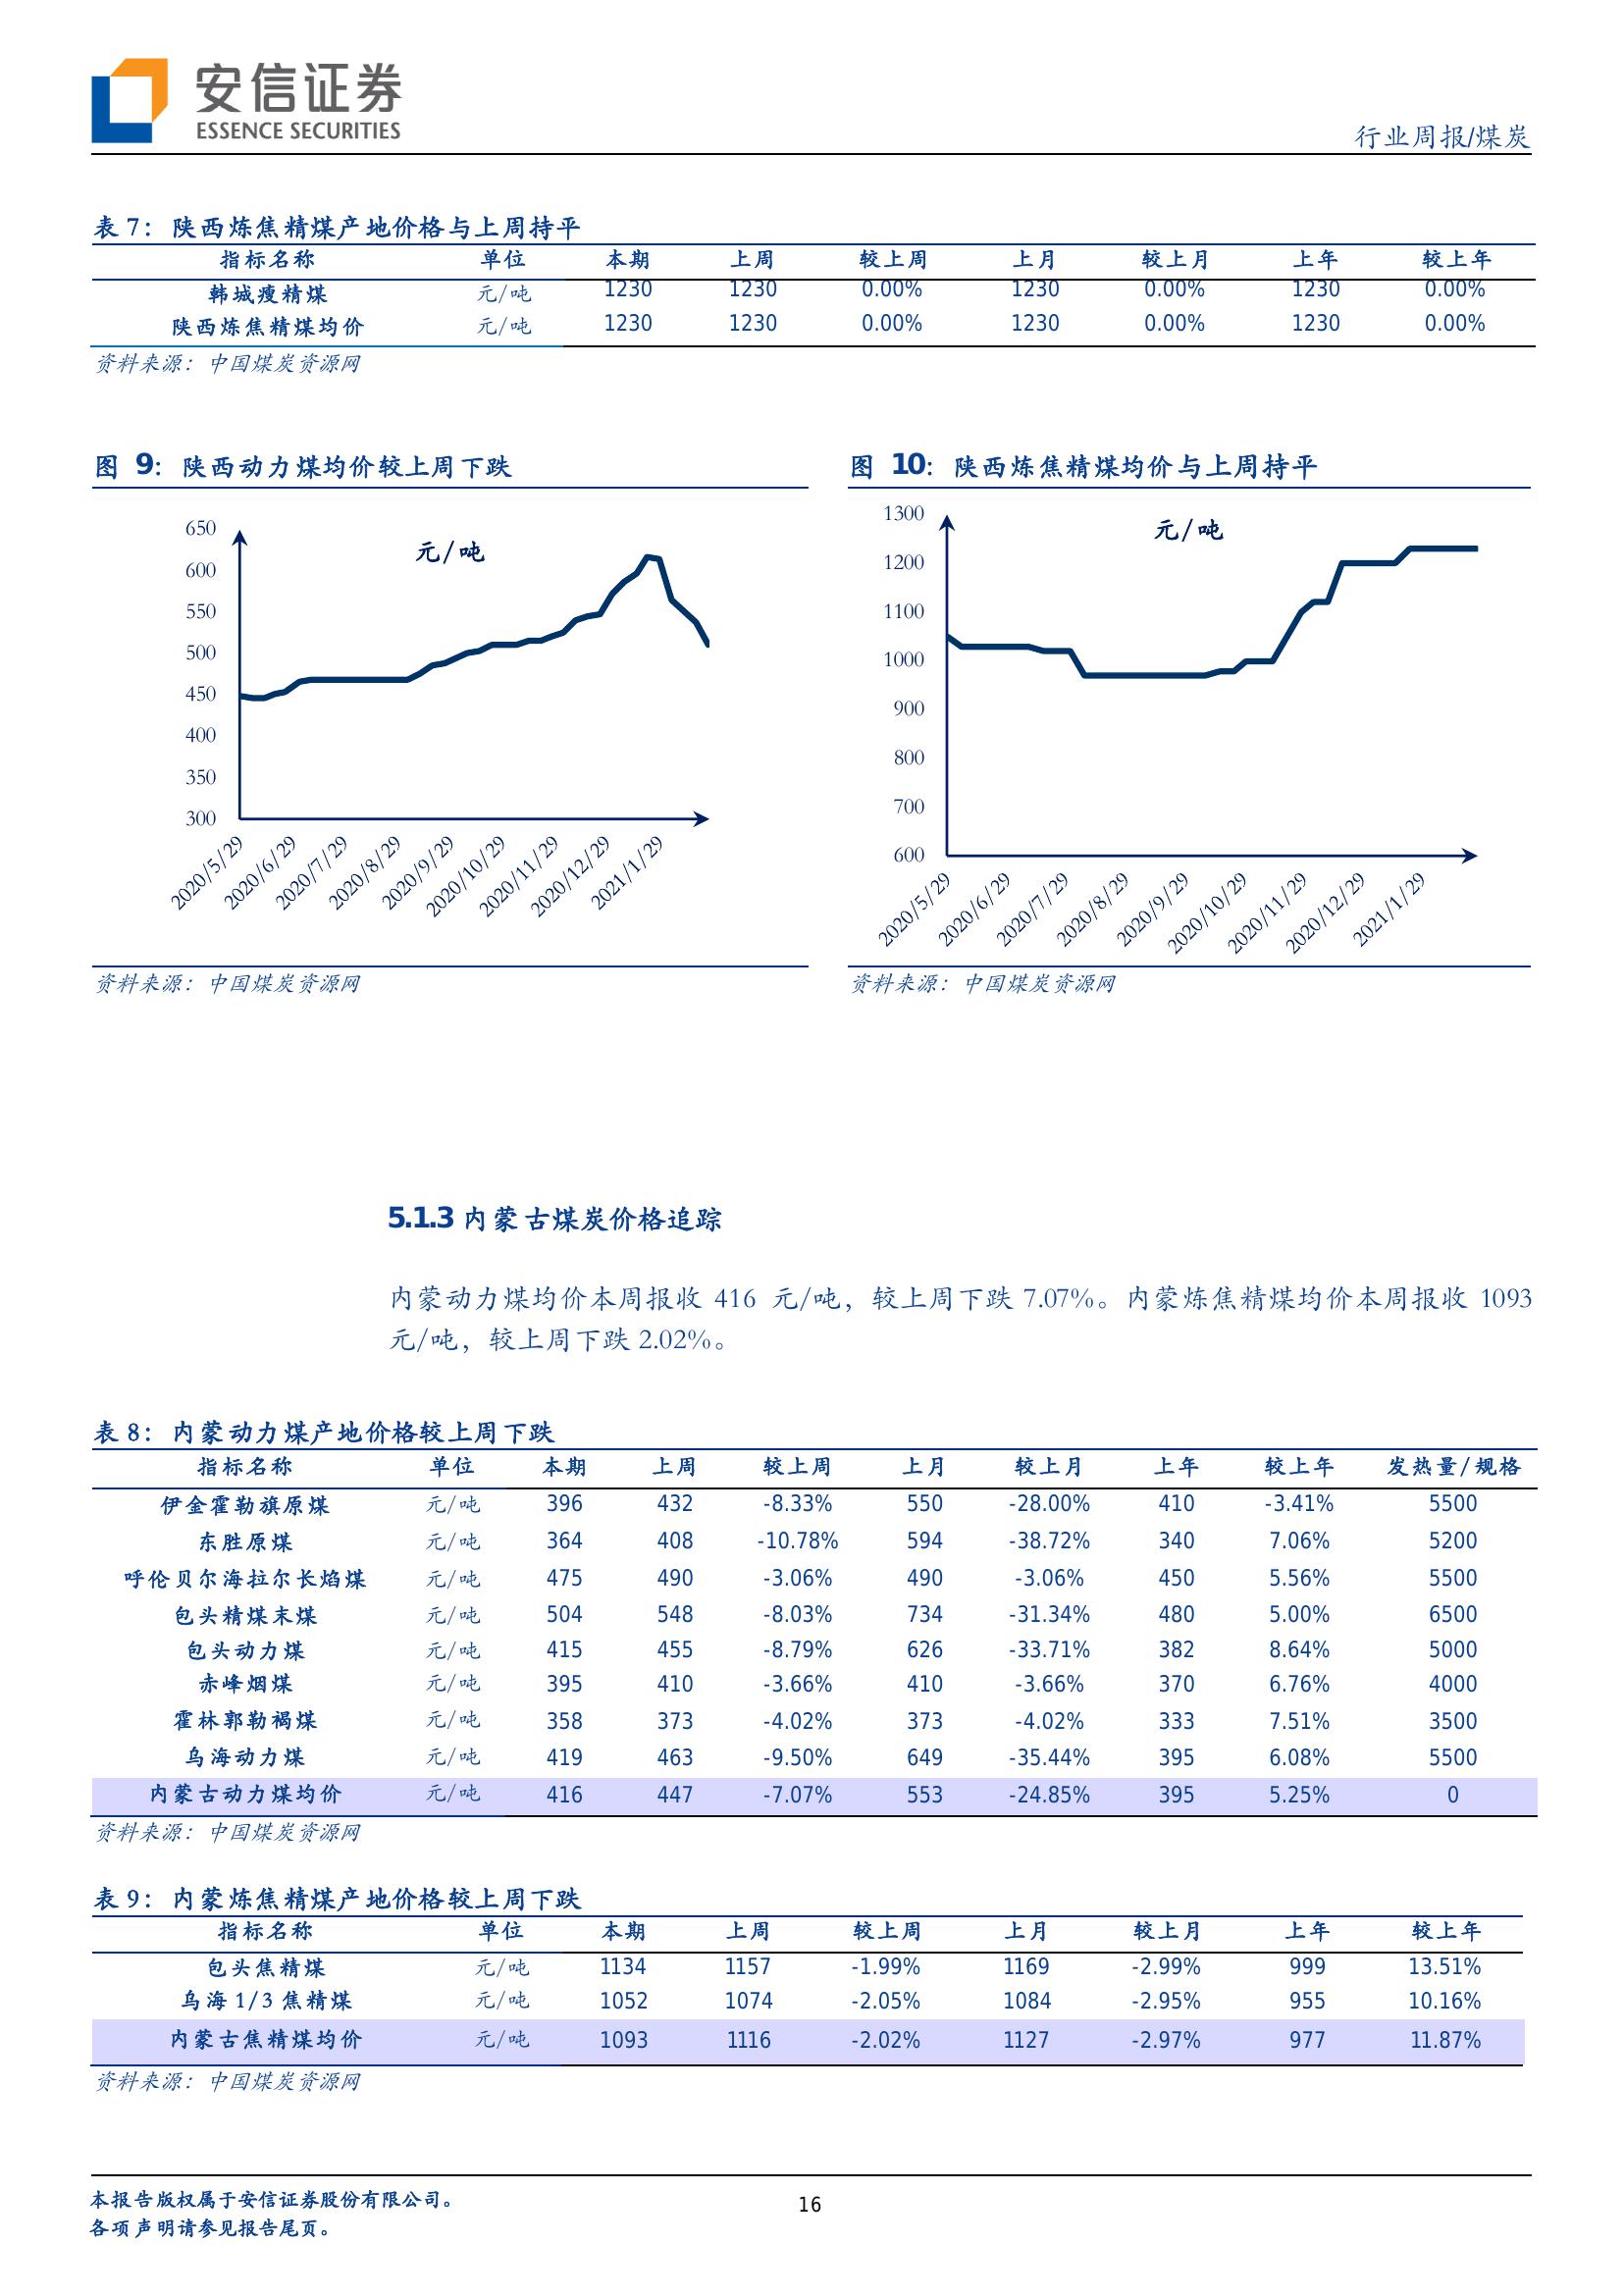 安信证券
ESSENCE SECURITIES
行业周报/煤炭
表 7：陕西炼焦精煤产地价格与上周持平
指标名称 单位 本期 上周 较上周 上月 较上月 上年 较上年
韩城瘦精煤 元/吨 1230 1230 0.00% 1230 0.00% 1230 0.00%
陕西炼焦精煤均价 元/吨 1230 1230 0.00% 1230 0.00% 1230 0.00%
资料来源：中国煤炭资源网
图 9：陕西动力煤均价较上周下跌
元/吨
650
600
550
500
450
400
350
300
2020/5/29 2020/6/29 2020/7/29 2020/8/29 2020/9/29 2020/10/29 2020/11/29 2020/12/29 2021/1/29
资料来源：中国煤炭资源网
图 10：陕西炼焦精煤均价与上周持平
元/吨
1300
1200
1100
1000
900
800
700
600
2020/5/29 2020/6/29 2020/7/29 2020/8/29 2020/9/29 2020/10/29 2020/11/29 2020/12/29 2021/1/29
资料来源：中国煤炭资源网
5.1.3 内蒙古煤炭价格追踪
内蒙动力煤均价本周报收 416 元/吨，较上周下跌 7.07%。内蒙炼焦精煤均价本周报收 1093
元/吨，较上周下跌 2.02%。
表 8：内蒙动力煤产地价格较上周下跌
指标名称 单位 本期 上周 较上周 上月 较上月 上年 较上年 发热量/规格
伊金霍勒旗原煤 元/吨 396 432 -8.33% 550 -28.00% 410 -3.41% 5500
东胜原煤 元/吨 364 408 -10.78% 594 -38.72% 340 7.06% 5200
呼伦贝尔海拉尔长焰煤 元/吨 475 490 -3.06% 490 -3.06% 450 5.56% 5500
包头精煤末煤 元/吨 504 548 -8.03% 734 -31.34% 480 5.00% 6500
包头动力煤 元/吨 415 455 -8.79% 626 -33.71% 382 8.64% 5000
赤峰烟煤 元/吨 395 410 -3.66% 410 -3.66% 370 6.76% 4000
霍林郭勒褐煤 元/吨 358 373 -4.02% 373 -4.02% 333 7.51% 3500
乌海动力煤 元/吨 419 463 -9.50% 649 -35.44% 395 6.08% 5500
内蒙古动力煤均价 元/吨 416 447 -7.07% 553 -24.85% 395 5.25% 0
资料来源：中国煤炭资源网
表 9：内蒙炼焦精煤产地价格较上周下跌
指标名称 单位 本期 上周 较上周 上月 较上月 上年 较上年
包头焦精煤 元/吨 1134 1157 -1.99% 1169 -2.99% 999 13.51%
乌海 1/3 焦精煤 元/吨 1052 1074 -2.05% 1084 -2.95% 955 10.16%
内蒙古焦精煤均价 元/吨 1093 1116 -2.02% 1127 -2.97% 977 11.87%
资料来源：中国煤炭资源网
本报告版权属于安信证券股份有限公司。
各项声明请参见报告尾页。
16